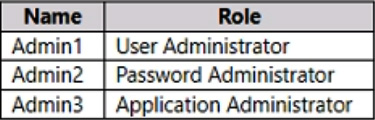 Name Role
Admin1 User Administrator
Admin2 Password Administrator
Admin3 Application Administrator